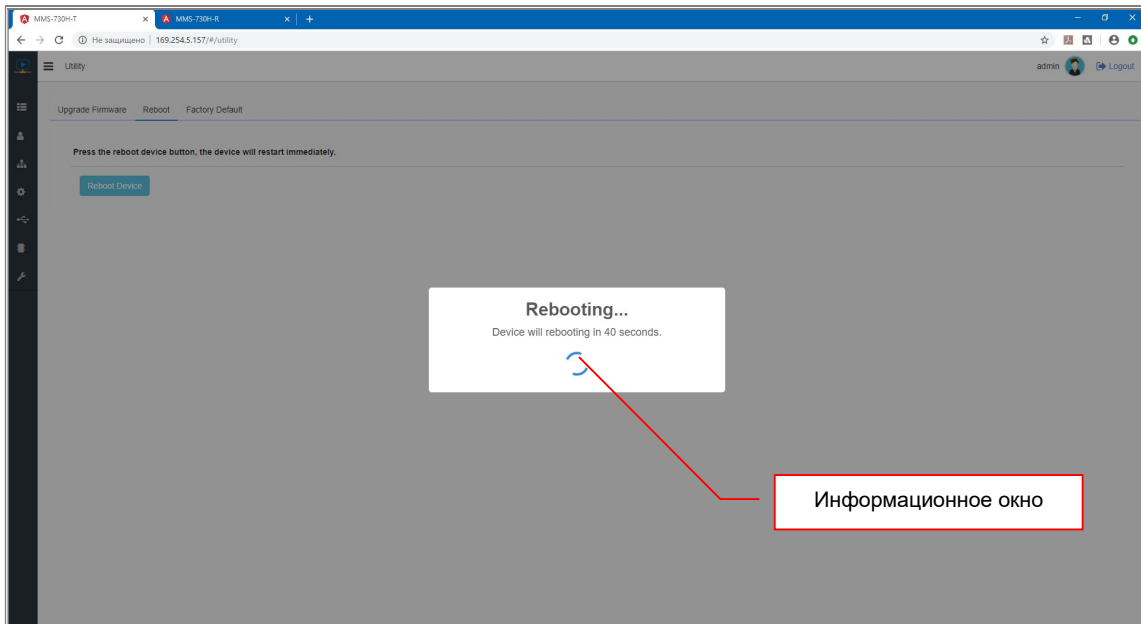 MMS-730H-T
MMS-730H-R
Не защищено | 169.254.5.157/#/utility
Utility
admin
Logout
Upgrade Firmware Reboot Factory Default
Press the reboot device button, the device will restart immediately.
Reboot Device
Rebooting...
Device will rebooting in 40 seconds.
Информационное окно